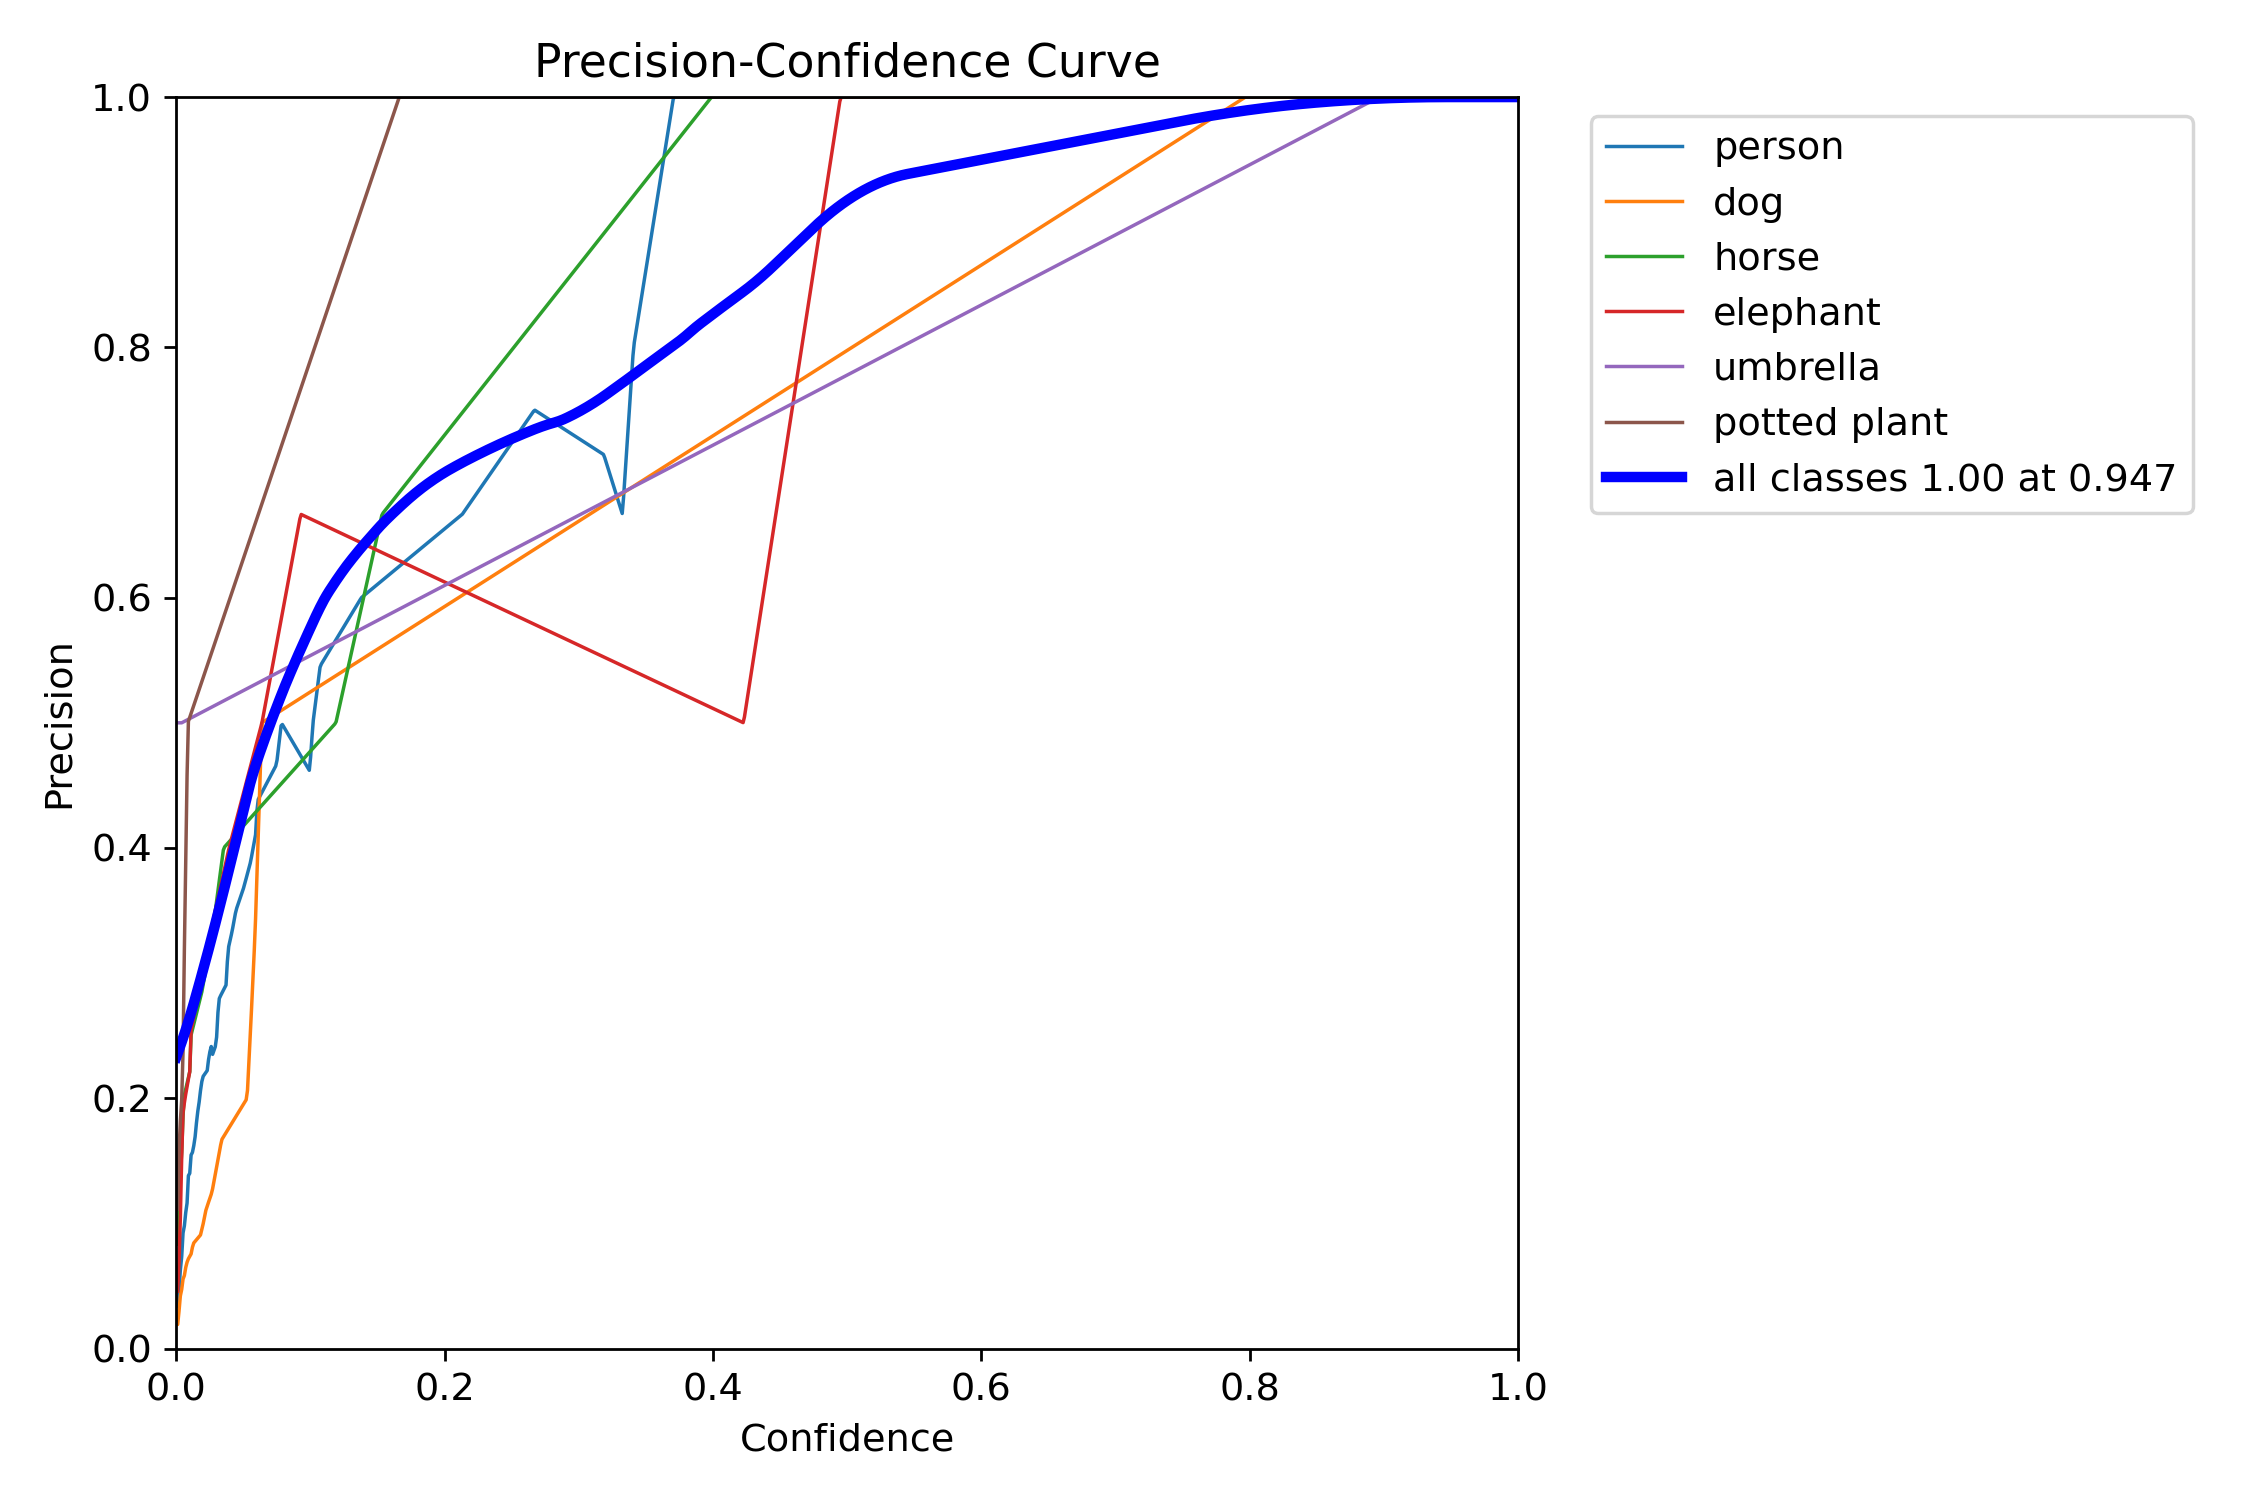 Precision-Confidence Curve
1.0
0.8
0.6
0.4
0.2
0.0
Precision
0.0 0.2 0.4 0.6 0.8 1.0
Confidence
person
dog
horse
elephant
umbrella
potted plant
all classes 1.00 at 0.947